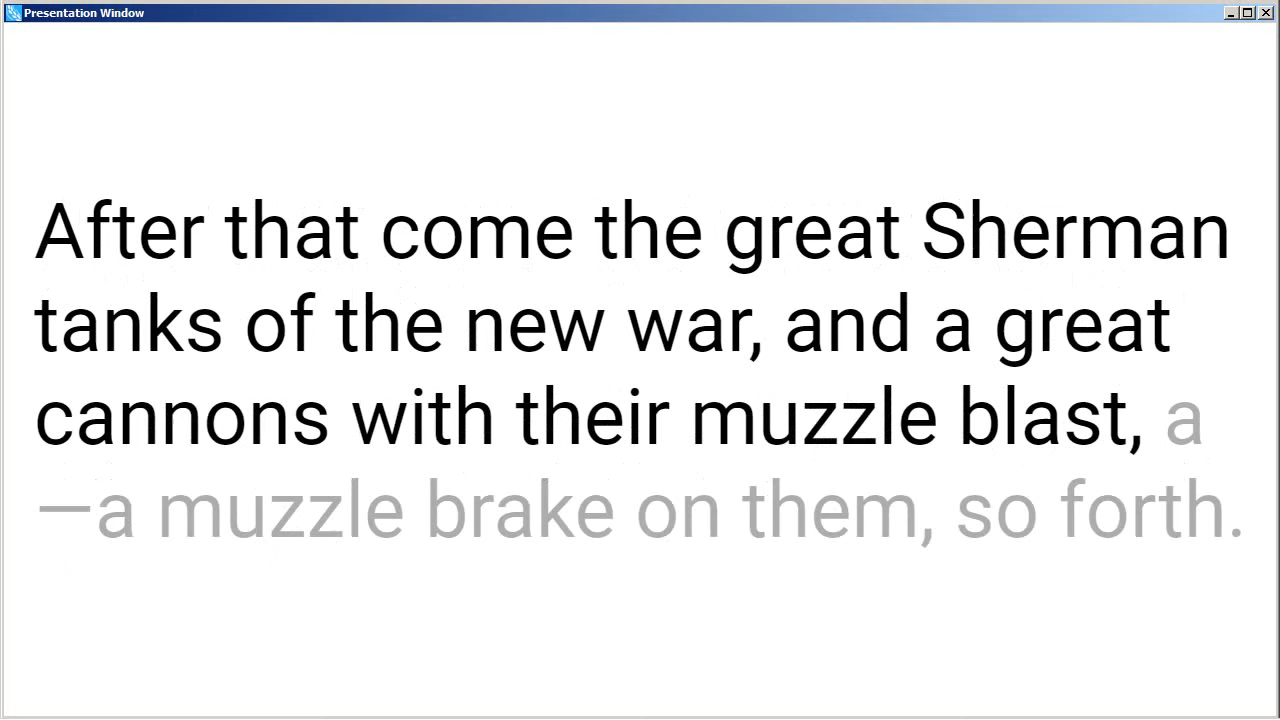 Presentation Window
After that come the great Sherman
tanks of the new war, and a great
cannons with their muzzle blast, a
—a muzzle brake on them, so forth.